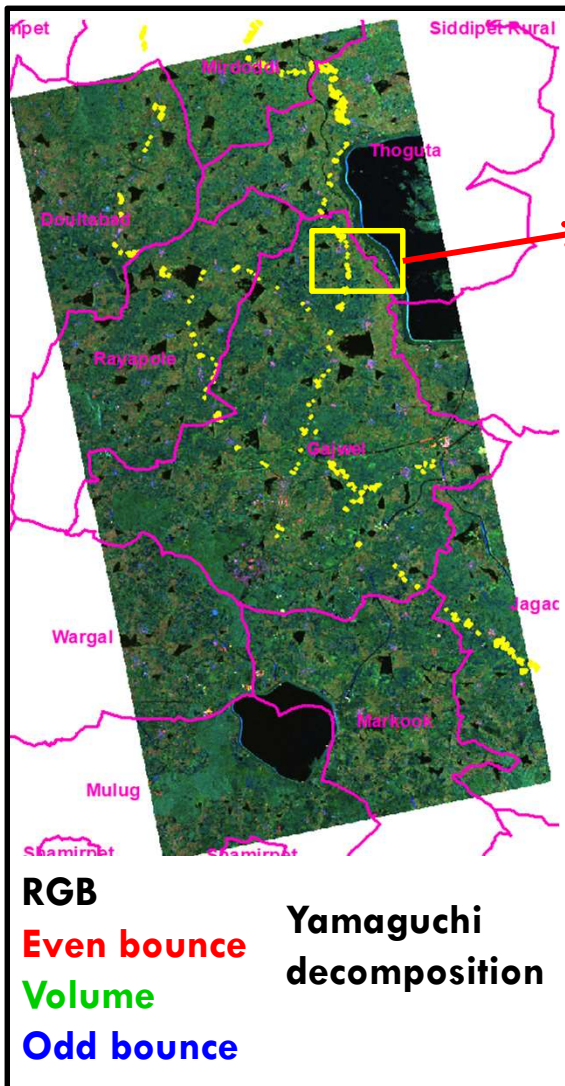 Siddipet Rural
Mirdoddi
Thoguta
Doultabad
Rayapole
Gajwel
Jagad
Wargal
Markook
Mulug
Shamirpet
Shamirpet
RGB
Even bounce
Volume
Odd bounce
Yamaguchi
decomposition